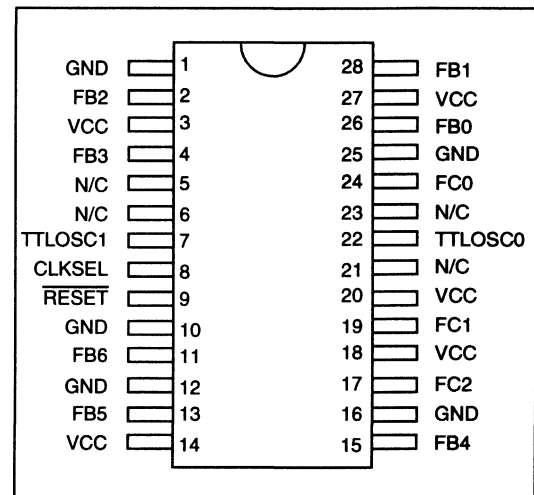 GND 1 28 FB1
FB2 2 27 VCC
VCC 3 26 FB0
FB3 4 25 GND
N/C 5 24 FC0
N/C 6 23 N/C
TTLOSC1 7 22 TTLOSC0
CLKSEL 8 21 N/C
RESET 9 20 VCC
GND 10 19 FC1
FB6 11 18 VCC
GND 12 17 FC2
FB5 13 16 GND
VCC 14 15 FB4